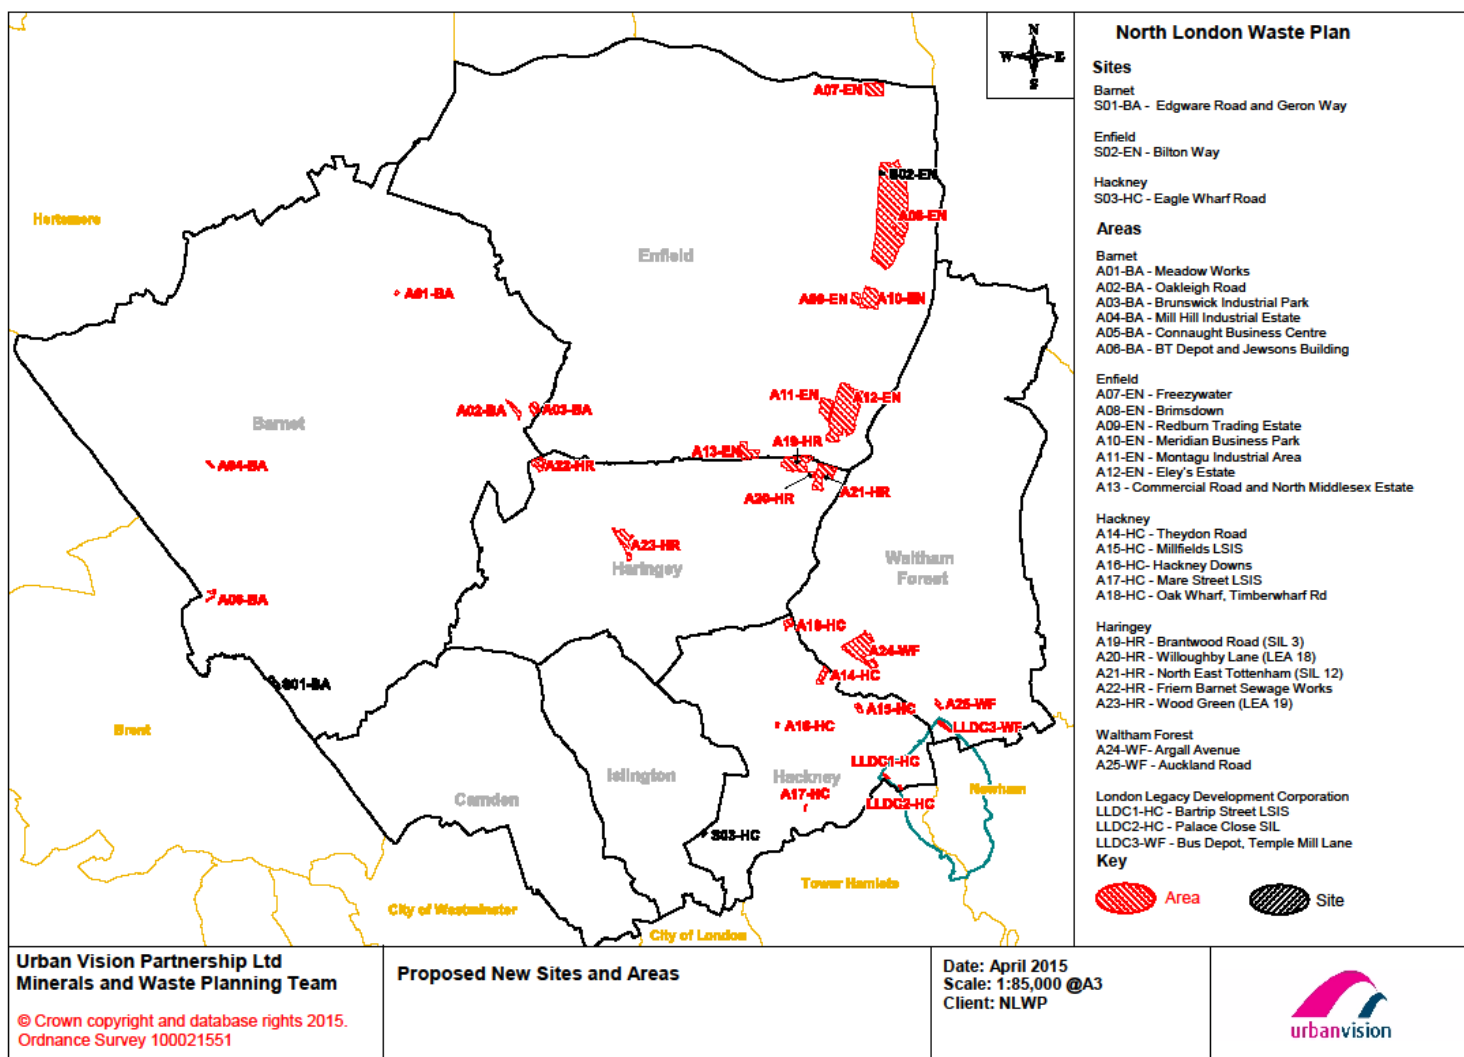 N
W E
S
A07-EN
S02-EN
Hertsmere
A08-EN
Enfield
A01-BA
A09-EN
A10-EN
A11-EN
A12-EN
A02-BA
A03-BA
Barnet
A19-HR
A13-EN
A04-BA
A22-HR
A20-HR
A21-HR
A23-HR
Haringey
Waltham
Forest
A06-BA
A18-HC
A24-WF
A14-HC
S01-BA
A15-HC
A25-WF
A16-HC
LLDC3-WF
Brent
LLDC1-HC
Islington
Hackney
Camden
A17-HC
LLDC2-HC
Newham
S03-HC
Tower Hamlets
City of Westminster
City of London
North London Waste Plan
Sites
Barnet
S01-BA - Edgware Road and Geron Way
Enfield
S02-EN - Bilton Way
Hackney
S03-HC - Eagle Wharf Road
Areas
Barnet
A01-BA - Meadow Works
A02-BA - Oakleigh Road
A03-BA - Brunswick Industrial Park
A04-BA - Mill Hill Industrial Estate
A05-BA - Connaught Business Centre
A06-BA - BT Depot and Jewsons Building
Enfield
A07-EN - Freezywater
A08-EN - Brimsdown
A09-EN - Redburn Trading Estate
A10-EN - Meridian Business Park
A11-EN - Montagu Industrial Area
A12-EN - Eley's Estate
A13 - Commercial Road and North Middlesex Estate
Hackney
A14-HC - Theydon Road
A15-HC - Millfields LSIS
A16-HC- Hackney Downs
A17-HC - Mare Street LSIS
A18-HC - Oak Wharf, Timberwharf Rd
Haringey
A19-HR - Brantwood Road (SIL 3)
A20-HR - Willoughby Lane (LEA 18)
A21-HR - North East Tottenham (SIL 12)
A22-HR - Friern Barnet Sewage Works
A23-HR - Wood Green (LEA 19)
Waltham Forest
A24-WF- Argall Avenue
A25-WF - Auckland Road
London Legacy Development Corporation
LLDC1-HC - Bartrip Street LSIS
LLDC2-HC - Palace Close SIL
LLDC3-WF - Bus Depot, Temple Mill Lane
Key
Area
Site
Urban Vision Partnership Ltd
Minerals and Waste Planning Team
© Crown copyright and database rights 2015.
Ordnance Survey 100021551
Proposed New Sites and Areas
Date: April 2015
Scale: 1:85,000 @A3
Client: NLWP
urbanvision